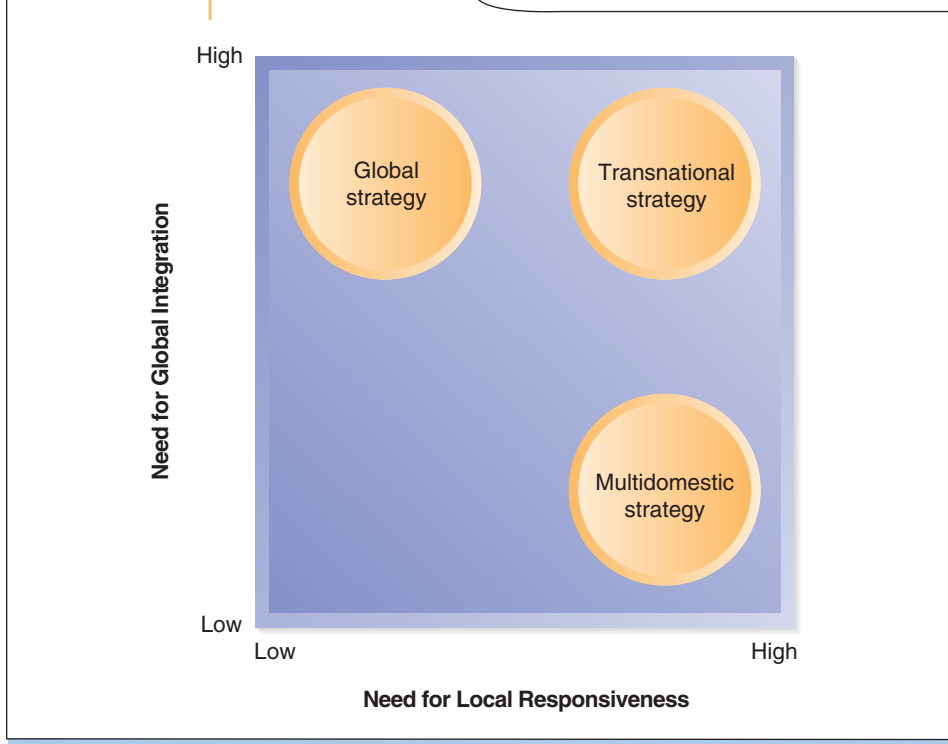 High
Global
strategy
Transnational
strategy
Need for Global Integration
Multidomestic
strategy
Low
Low
High
Need for Local Responsiveness